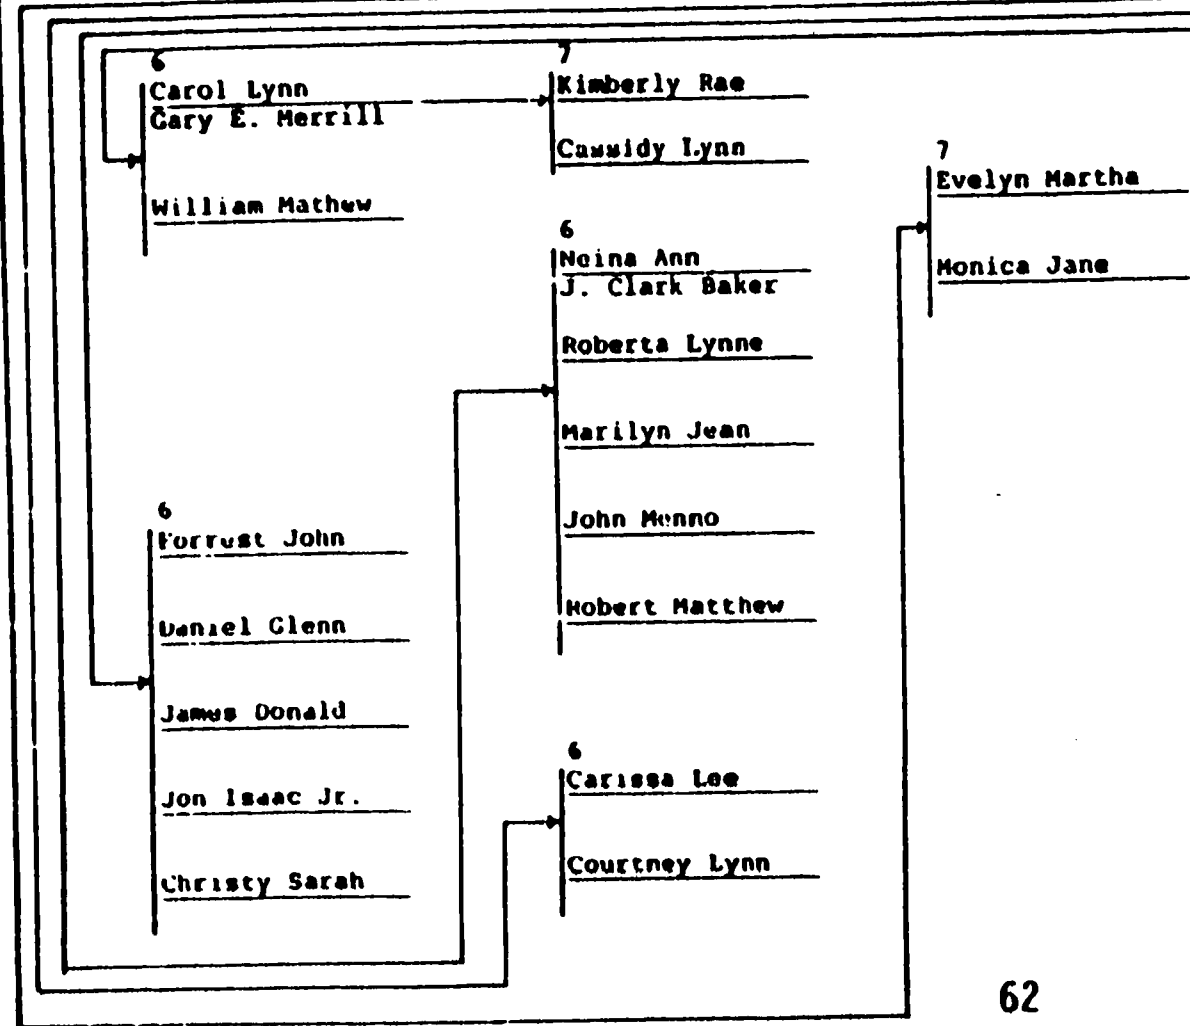 6
Carol Lynn
Gary E. Merrill
William Mathew
7
Kimberly Rae
Cassidy Lynn
7
Evelyn Martha
Monica Jane
6
Neina Ann
J. Clark Baker
Roberta Lynne
Marilyn Jean
John Menno
Robert Matthew
6
Forrest John
Daniel Glenn
James Donald
Jon Isaac Jr.
Christy Sarah
6
Carissa Lee
Courtney Lynn
62